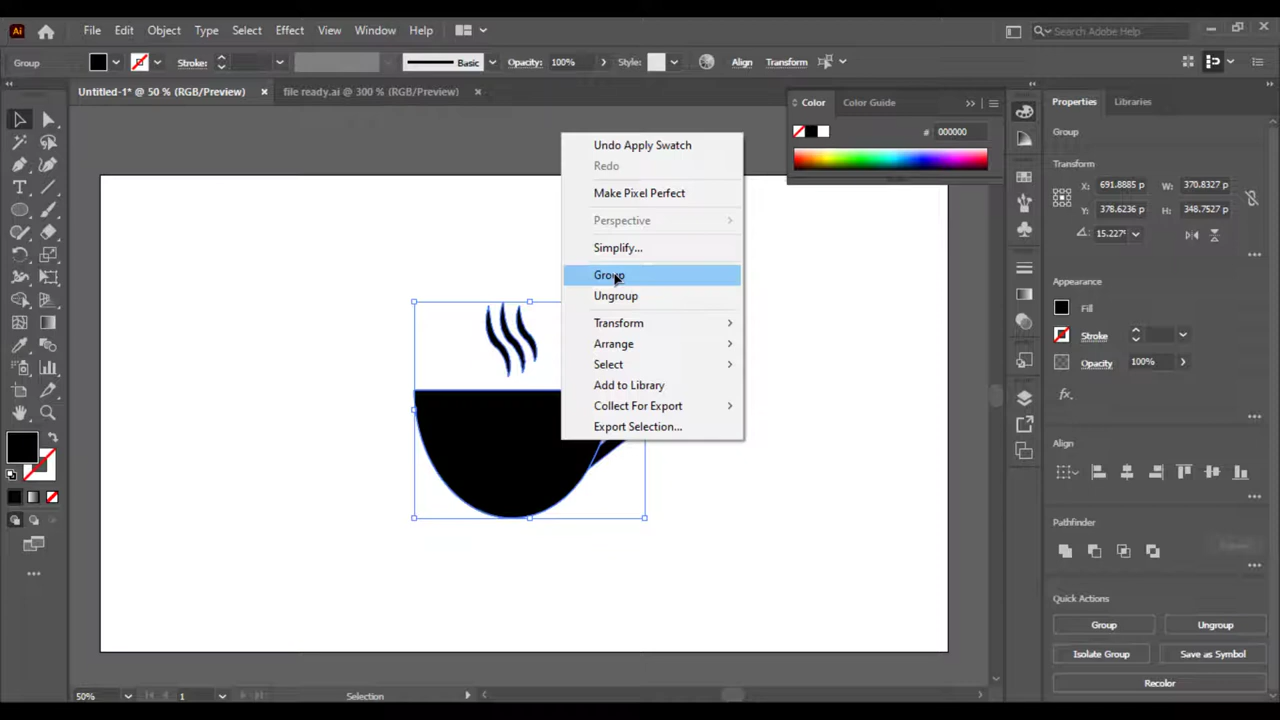 Ai File Edit Object Type Select Effect View Window Help Search Adobe Help
Group Stroke: Basic Opacity: 100% Style: Align Transform
Untitled-1* @ 50 % (RGB/Preview) × file ready.ai @ 300 % (RGB/Preview) ×
Color Color Guide
# 000000
Properties Libraries
Group
Transform
X: 691.8885 p W: 370.8327 p
Y: 378.6236 p H: 348.7527 p
15.227°
Appearance
Fill
Stroke
Opacity 100%
fx.
Align
Pathfinder
Quick Actions
Group Ungroup
Isolate Group Save as Symbol
Recolor
Undo Apply Swatch
Redo
Make Pixel Perfect
Perspective
Simplify...
Group
Ungroup
Transform
Arrange
Select
Add to Library
Collect For Export
Export Selection...
50% 1 Selection